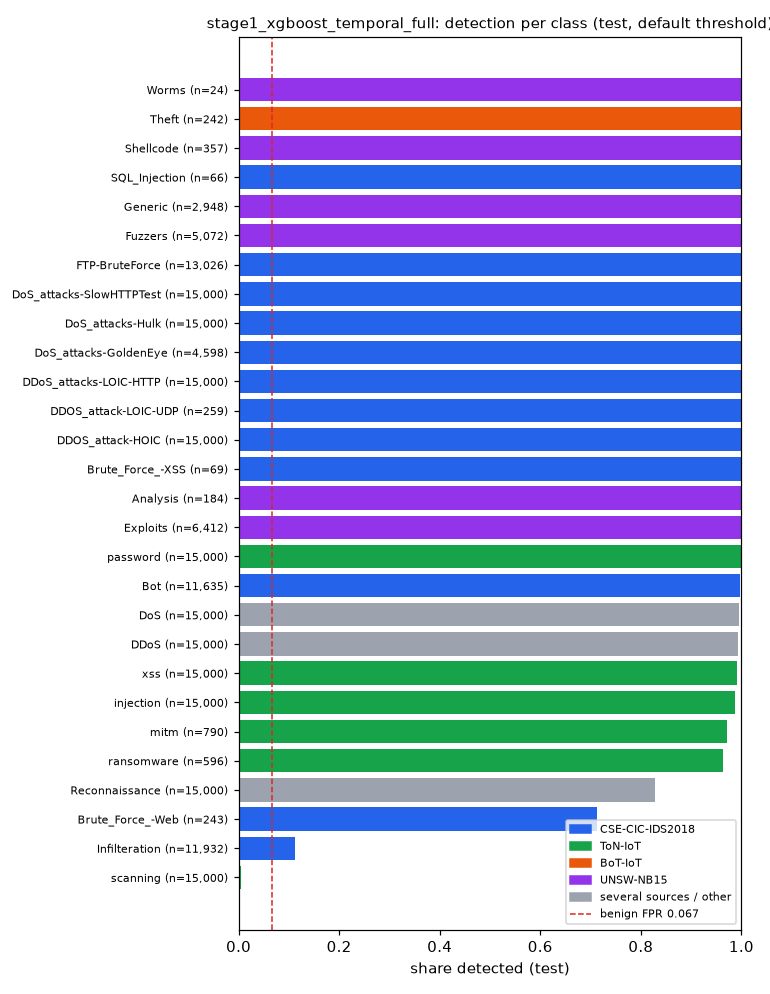 stage1_xgboost_temporal_full: detection per class (test, default threshold)
Worms (n=24)
Theft (n=242)
Shellcode (n=357)
SQL_Injection (n=66)
Generic (n=2,948)
Fuzzers (n=5,072)
FTP-BruteForce (n=13,026)
DoS_attacks-SlowHTTPTest (n=15,000)
DoS_attacks-Hulk (n=15,000)
DoS_attacks-GoldenEye (n=4,598)
DDoS_attacks-LOIC-HTTP (n=15,000)
DDOS_attack-LOIC-UDP (n=259)
DDOS_attack-HOIC (n=15,000)
Brute_Force_-XSS (n=69)
Analysis (n=184)
Exploits (n=6,412)
password (n=15,000)
Bot (n=11,635)
DoS (n=15,000)
DDoS (n=15,000)
xss (n=15,000)
injection (n=15,000)
mitm (n=790)
ransomware (n=596)
Reconnaissance (n=15,000)
Brute_Force_-Web (n=243)
Infilteration (n=11,932)
scanning (n=15,000)
CSE-CIC-IDS2018
ToN-IoT
BoT-IoT
UNSW-NB15
several sources / other
benign FPR 0.067
0.0 0.2 0.4 0.6 0.8 1.0
share detected (test)